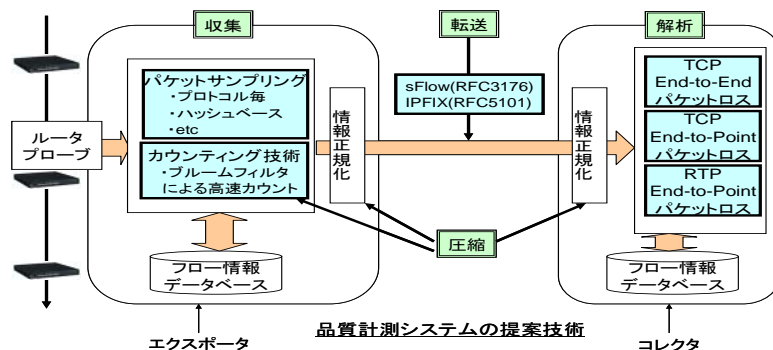 収集
転送
解析
パケットサンプリング
・プロトコル毎
・ハッシュベース
・etc
カウンティング技術
・ブルームフィルタ
による高速カウント
ルータ
プローブ
情報正規化
sFlow(RFC3176)
IPFIX(RFC5101)
情報正規化
TCP
End-to-End
パケットロス
TCP
End-to-Point
パケットロス
RTP
End-to-Point
パケットロス
圧縮
フロー情報
データベース
フロー情報
データベース
エクスポータ
品質計測システムの提案技術
コレクタ